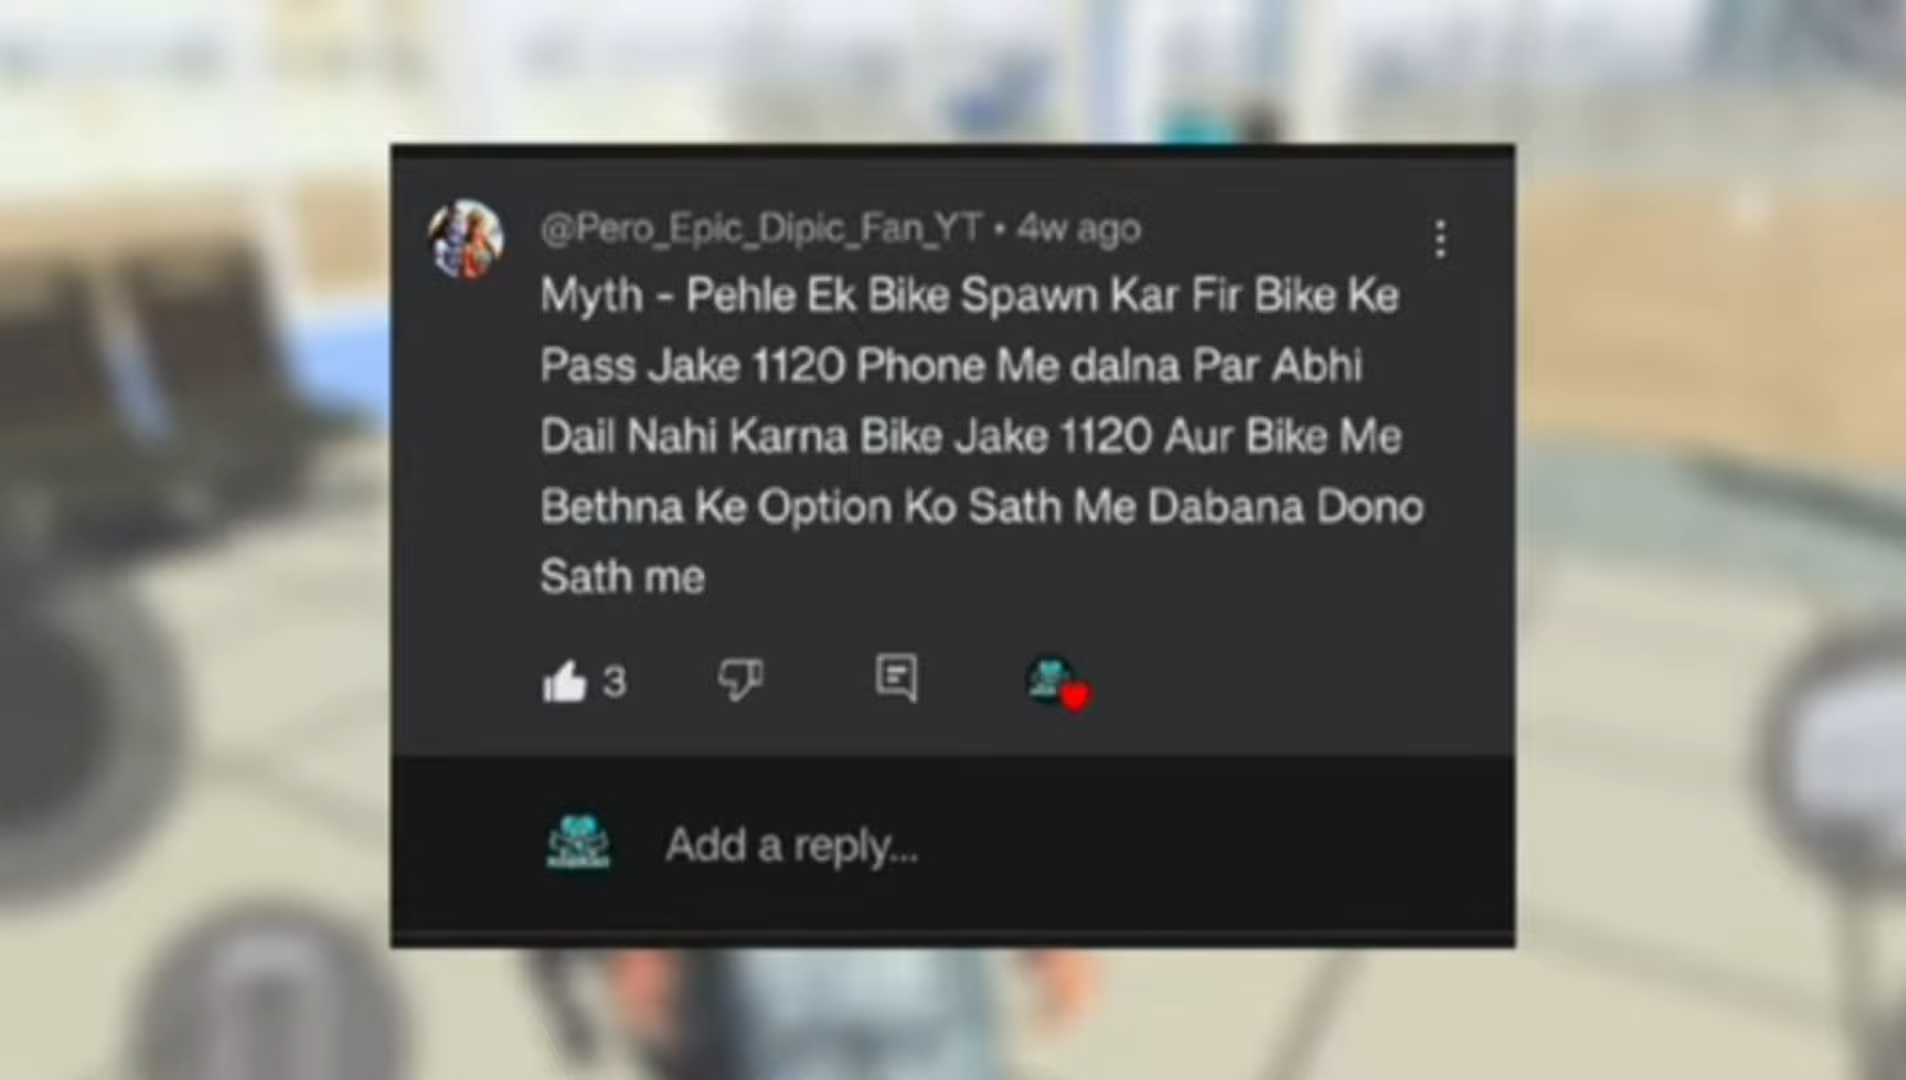 @Pero_Epic_Dipic_Fan_YT • 4w ago
Myth - Pehle Ek Bike Spawn Kar Fir Bike Ke
Pass Jake 1120 Phone Me dalna Par Abhi
Dail Nahi Karna Bike Jake 1120 Aur Bike Me
Bethna Ke Option Ko Sath Me Dabana Dono
Sath me
3
Add a reply...